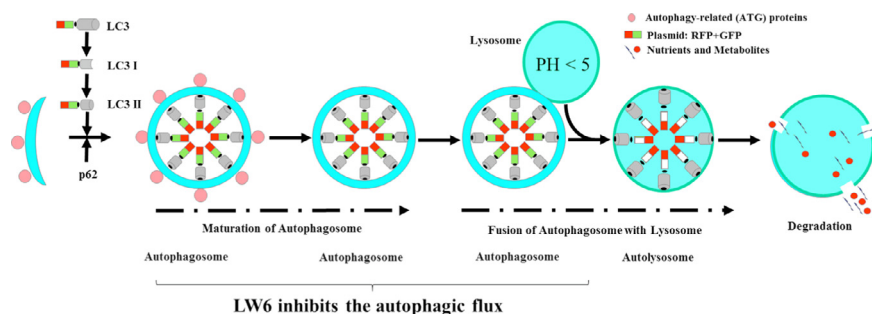 LC3
LC3 I
LC3 II
p62
Lysosome
PH < 5
Autophagy-related (ATG) proteins
Plasmid: RFP+GFP
Nutrients and Metabolites
Maturation of Autophagosome
Fusion of Autophagosome with Lysosome
Degradation
Autophagosome
Autophagosome
Autophagosome
Autolysosome
LW6 inhibits the autophagic flux